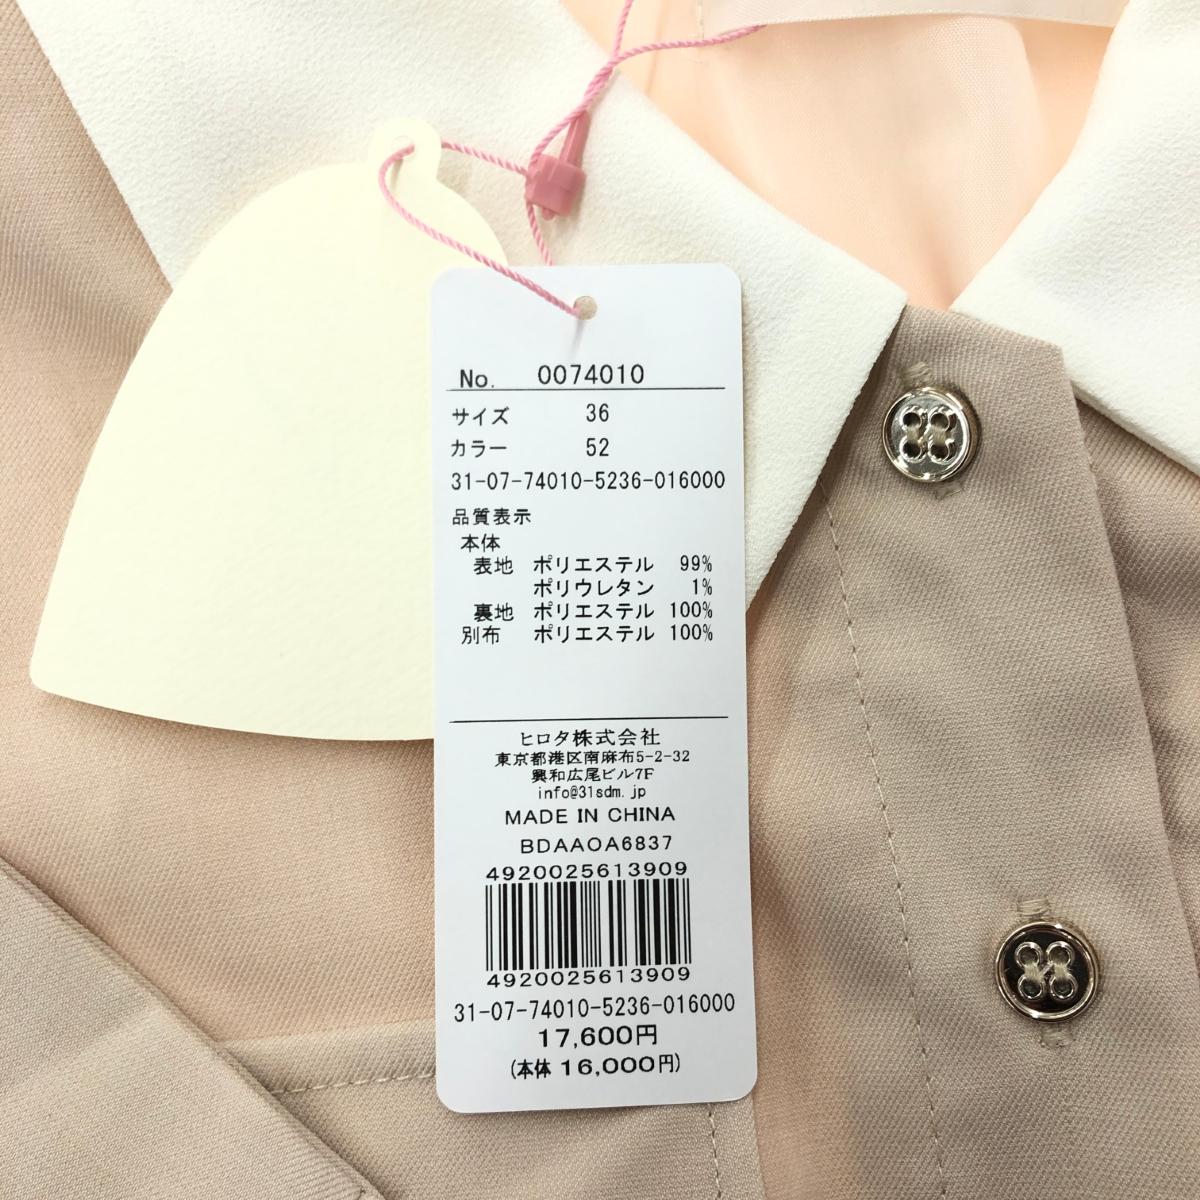 No. 0074010
サイズ 36
カラー 52
31-07-74010-5236-016000
品質表示
本体
表地 ポリエステル 99%
ポリウレタン 1%
裏地 ポリエステル 100%
別布 ポリエステル 100%
ヒロタ株式会社
東京都港区南麻布5-2-32
興和広尾ビル7F
info@31sdm.jp
MADE IN CHINA
BDAAOA6837
4920025613909
4920025613909
31-07-74010-5236-016000
17,600円
(本体 16,000円)